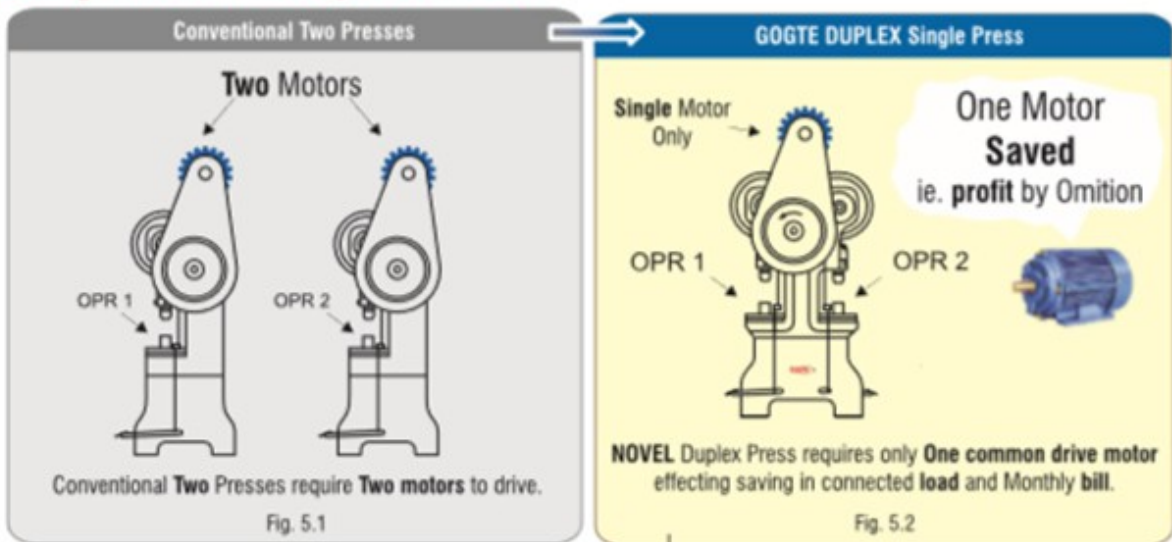 Conventional Two Presses
Two Motors
OPR 1
OPR 2
Conventional Two Presses require Two motors to drive.
Fig. 5.1
GOGTE DUPLEX Single Press
Single Motor
Only
One Motor
Saved
ie. profit by Omition
OPR 1
OPR 2
NOVEL Duplex Press requires only One common drive motor
effecting saving in connected load and Monthly bill.
Fig. 5.2